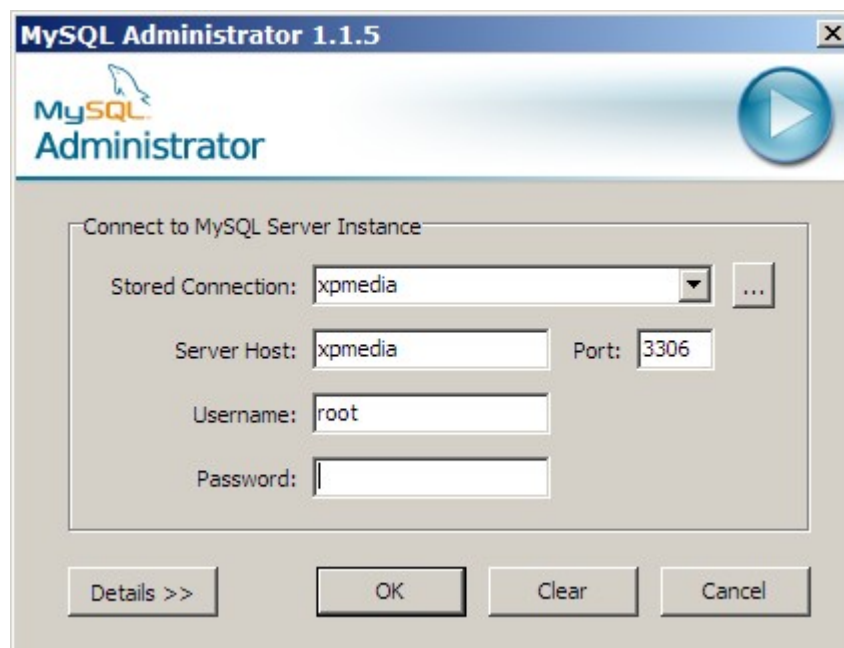 MySQL Administrator 1.1.5
MySQL
Administrator
Connect to MySQL Server Instance
Stored Connection: xpmedia ...
Server Host: xpmedia Port: 3306
Username: root
Password:
Details >> OK Clear Cancel